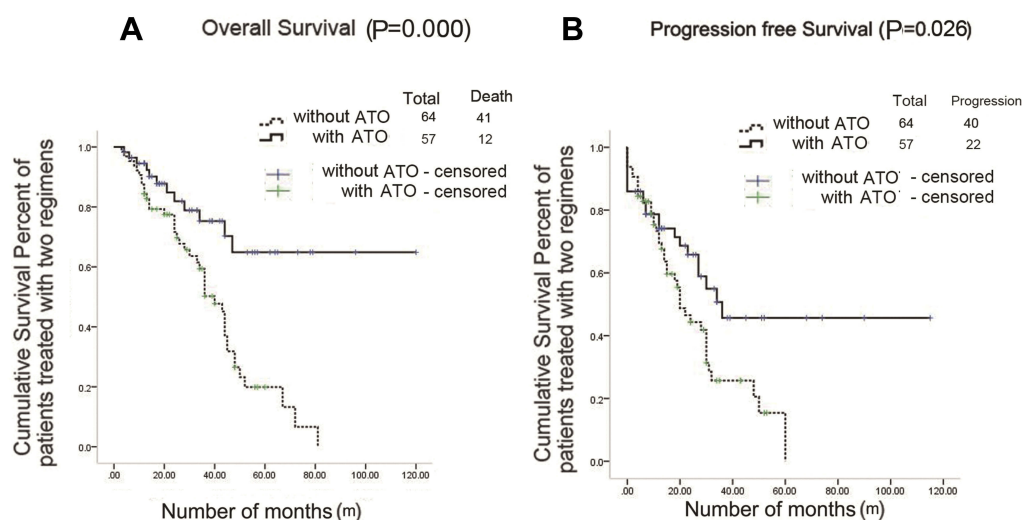 A
Overall Survival (P=0.000)
Total Death
without ATO 64 41
with ATO 57 12
without ATO - censored
with ATO - censored
Cumulative Survival Percent of
patients treated with two regimens
1.0
0.8
0.6
0.4
0.2
0.0
.00 20.00 40.00 60.00 80.00 100.00 120.00
Number of months (m)
B
Progression free Survival (P=0.026)
Total Progression
without ATO 64 40
with ATO 57 22
without ATO - censored
with ATO - censored
Cumulative Survival Percent of
patients treated with two regimens
1.0
0.8
0.6
0.4
0.2
0.0
.00 20.00 40.00 60.00 80.00 100.00 120.00
Number of months (m)